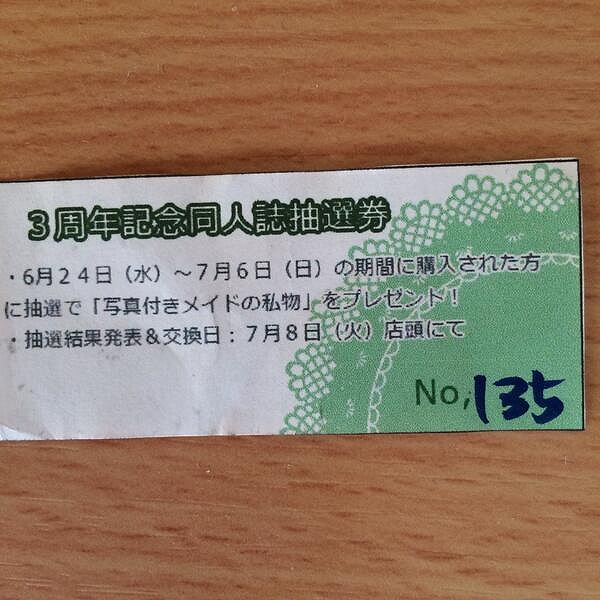 ３周年記念同人誌抽選券
・6月２４日（水）～７月６日（日）の期間に購入された方
に抽選で「写真付きメイドの私物」をプレゼント！
・抽選結果発表＆交換日：７月８日（火）店頭にて
No, 135